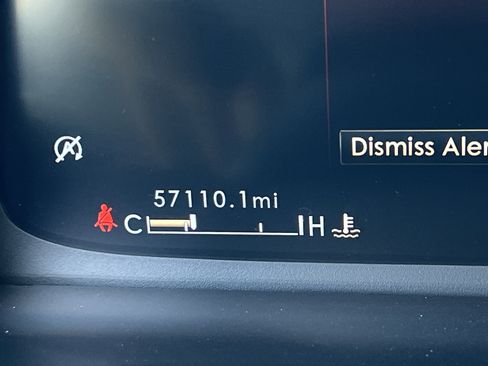 Dismiss Aler
57110.1mi
C H